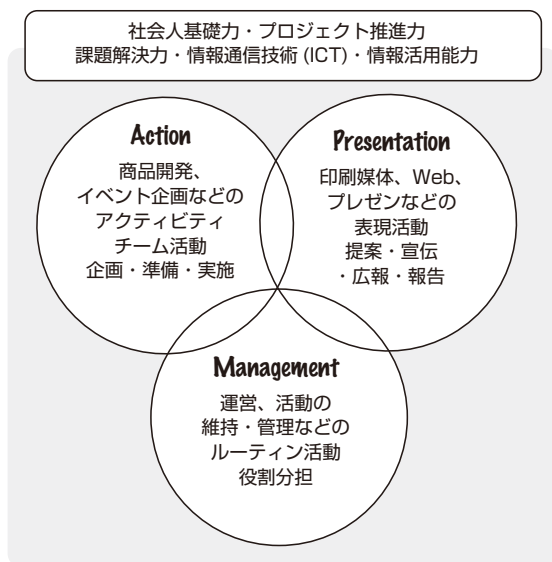 社会人基礎力・プロジェクト推進力
課題解決力・情報通信技術 (ICT)・情報活用能力
Action
商品開発、
イベント企画などの
アクティビティ
チーム活動
企画・準備・実施
Presentation
印刷媒体、Web、
プレゼンなどの
表現活動
提案・宣伝
・広報・報告
Management
運営、活動の
維持・管理などの
ルーティン活動
役割分担